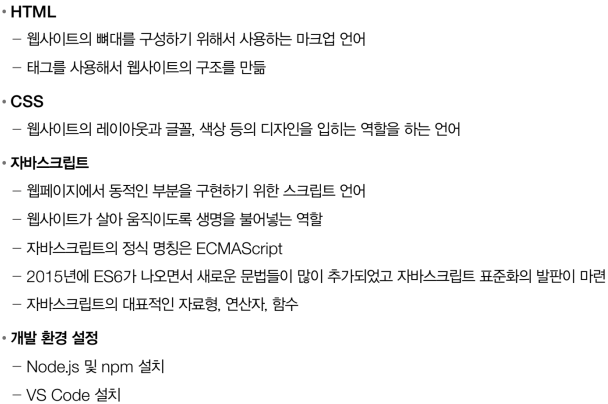 • HTML
– 웹사이트의 뼈대를 구성하기 위해서 사용하는 마크업 언어
– 태그를 사용해서 웹사이트의 구조를 만듦
• CSS
– 웹사이트의 레이아웃과 글꼴, 색상 등의 디자인을 입히는 역할을 하는 언어
• 자바스크립트
– 웹페이지에서 동적인 부분을 구현하기 위한 스크립트 언어
– 웹사이트가 살아 움직이도록 생명을 불어넣는 역할
– 자바스크립트의 정식 명칭은 ECMAScript
– 2015년에 ES6가 나오면서 새로운 문법들이 많이 추가되었고 자바스크립트 표준화의 발판이 마련
– 자바스크립트의 대표적인 자료형, 연산자, 함수
• 개발 환경 설정
– Node.js 및 npm 설치
– VS Code 설치